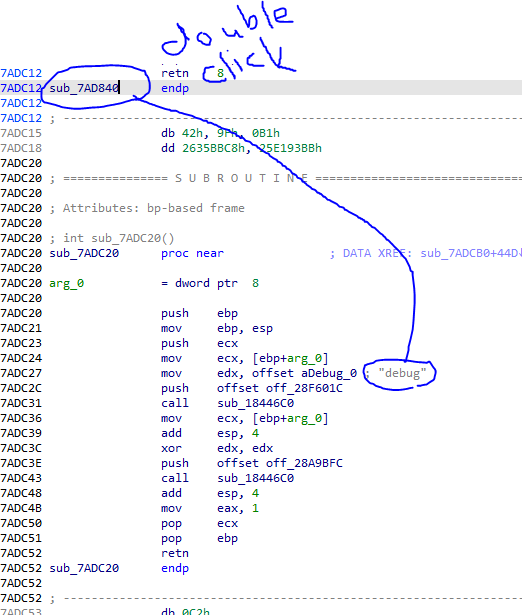 double
click
7ADC12 retn 8
7ADC12 sub_7AD840 endp
7ADC12
7ADC12 ; ---------------------------------------------------------------
7ADC15 db 42h, 9Fh, 0B1h
7ADC18 dd 2635BBC8h, 25E193BBh
7ADC20
7ADC20 ; =============== S U B R O U T I N E =======================================
7ADC20
7ADC20 ; Attributes: bp-based frame
7ADC20
7ADC20 ; int sub_7ADC20()
7ADC20 sub_7ADC20 proc near ; DATA XREF: sub_7ADCB0+44D↓
7ADC20
7ADC20 arg_0 = dword ptr 8
7ADC20
7ADC20 push ebp
7ADC21 mov ebp, esp
7ADC23 push ecx
7ADC24 mov ecx, [ebp+arg_0]
7ADC27 mov edx, offset aDebug_0 ; "debug"
7ADC2C push offset off_28F601C
7ADC31 call sub_18446C0
7ADC36 mov ecx, [ebp+arg_0]
7ADC39 add esp, 4
7ADC3C xor edx, edx
7ADC3E push offset off_28A9BFC
7ADC43 call sub_18446C0
7ADC48 add esp, 4
7ADC4B mov eax, 1
7ADC50 pop ecx
7ADC51 pop ebp
7ADC52 retn
7ADC52 sub_7ADC20 endp
7ADC52
7ADC52 ; ---------------------------------------------------------------
7ADC53 db 0C2h